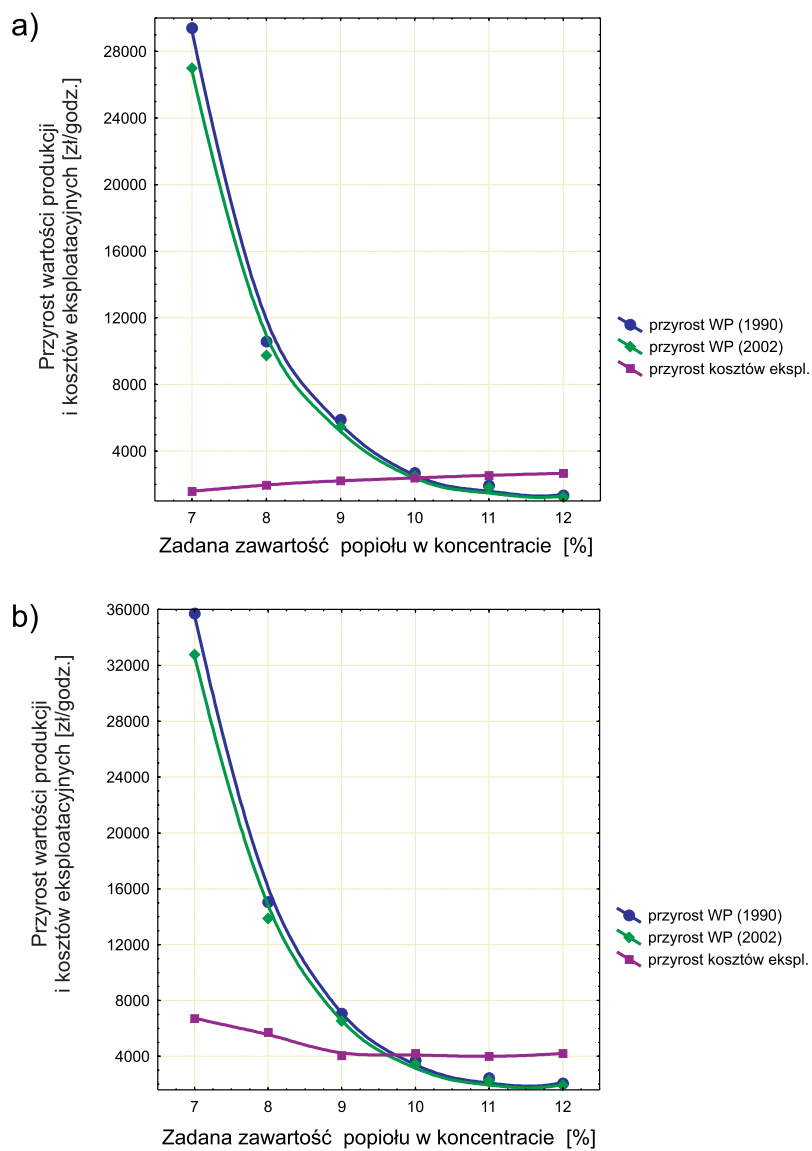 a)
Przyrost wartości produkcji
i kosztów eksploatacyjnych [zł/godz.]
28000
24000
20000
16000
12000
8000
4000
7 8 9 10 11 12
Zadana zawartość popiołu w koncentracie [%]
przyrost WP (1990)
przyrost WP (2002)
przyrost kosztów ekspl.
b)
Przyrost wartości produkcji
i kosztów eksploatacyjnych [zł/godz.]
36000
32000
28000
24000
20000
16000
12000
8000
4000
7 8 9 10 11 12
Zadana zawartość popiołu w koncentracie [%]
przyrost WP (1990)
przyrost WP (2002)
przyrost kosztów ekspl.